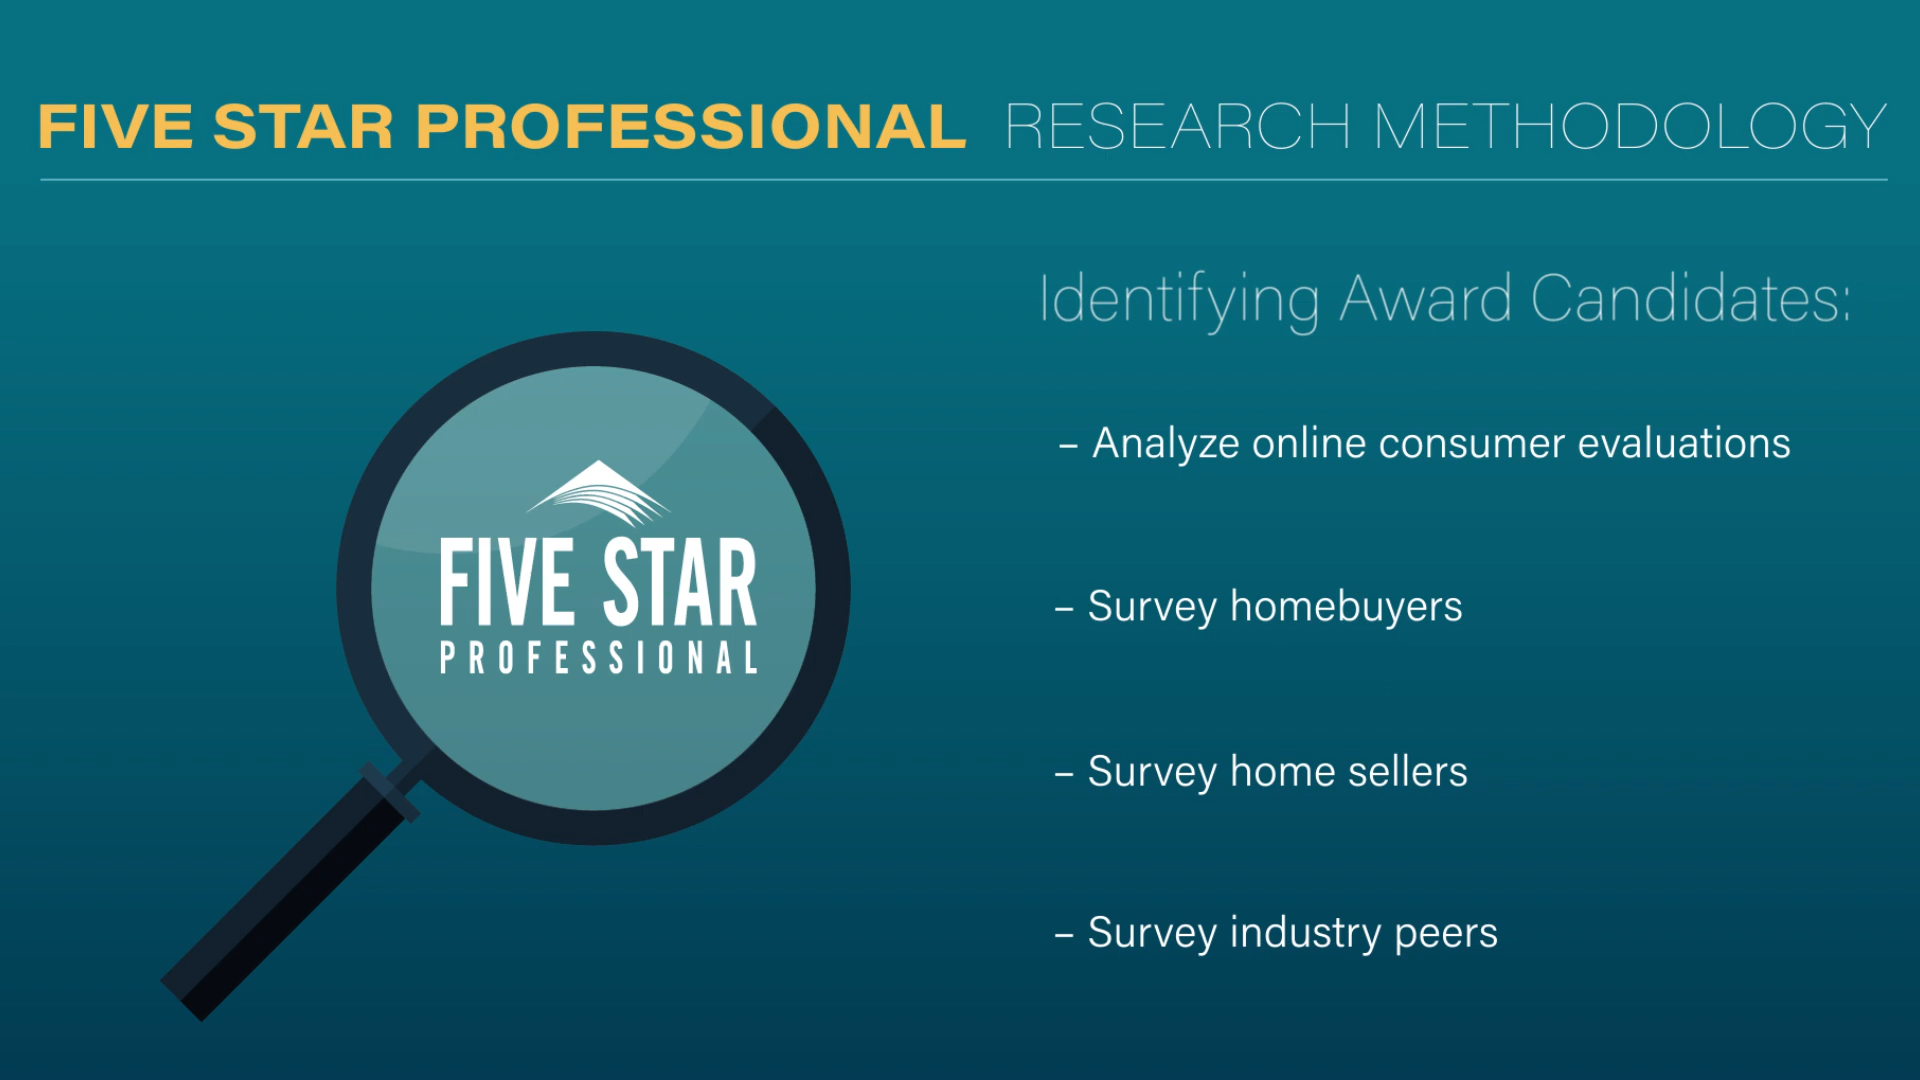 FIVE STAR PROFESSIONAL RESEARCH METHODOLOGY
Identifying Award Candidates:
– Analyze online consumer evaluations
– Survey homebuyers
– Survey home sellers
– Survey industry peers
FIVE STAR
PROFESSIONAL